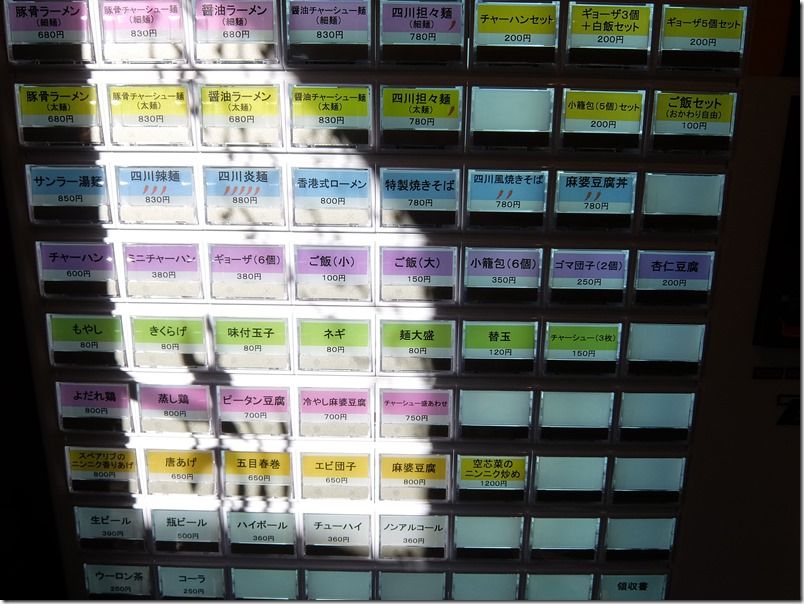 豚骨ラーメン
(細麺)
680円
豚骨チャーシュー麺
(細麺)
830円
醤油ラーメン
(細麺)
680円
醤油チャーシュー麺
(細麺)
830円
四川担々麺
(細麺)
780円
チャーハンセット
200円
ギョーザ3個
+白飯セット
200円
ギョーザ5個セット
200円
豚骨ラーメン
(太麺)
680円
豚骨チャーシュー麺
(太麺)
830円
醤油ラーメン
(太麺)
680円
醤油チャーシュー麺
(太麺)
830円
四川担々麺
(太麺)
780円
小籠包(5個)セット
200円
ご飯セット
(おかわり自由)
100円
サンラー湯麺
850円
四川辣麺
830円
四川炎麺
880円
香港式ローメン
800円
特製焼きそば
780円
四川風焼きそば
780円
麻婆豆腐丼
780円
チャーハン
600円
ミニチャーハン
380円
ギョーザ(6個)
380円
ご飯(小)
100円
ご飯(大)
150円
小籠包(6個)
350円
ゴマ団子(2個)
250円
杏仁豆腐
200円
もやし
80円
きくらげ
80円
味付玉子
80円
ネギ
80円
麺大盛
80円
替玉
120円
チャーシュー(3枚)
150円
よだれ鶏
800円
蒸し鶏
800円
ピータン豆腐
700円
冷やし麻婆豆腐
700円
チャーシュー盛あわせ
750円
スペアリブの
ニンニク香りあげ
800円
唐あげ
650円
五目春巻
650円
エビ団子
650円
麻婆豆腐
800円
空芯菜の
ニンニク炒め
1200円
生ビール
390円
瓶ビール
500円
ハイボール
360円
チューハイ
360円
ノンアルコール
360円
ウーロン茶
250円
コーラ
250円
領収書